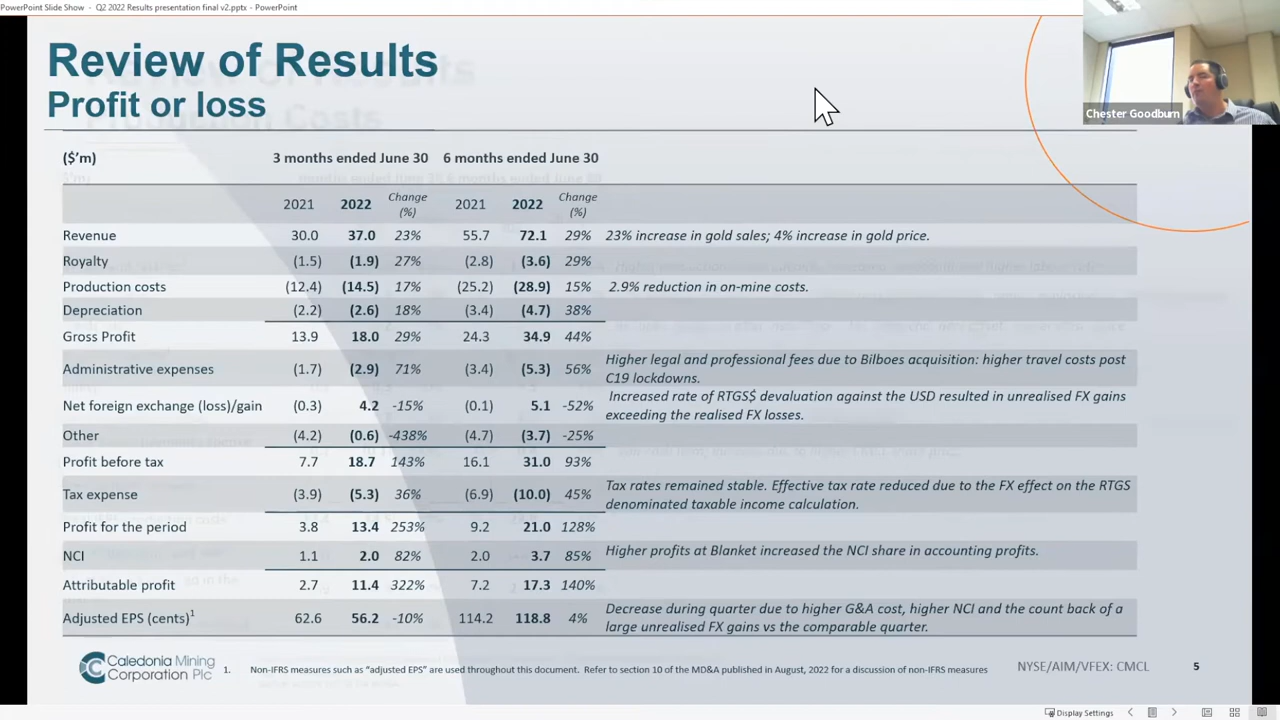 PowerPoint Slide Show - Q2 2022 Results presentation final v2.pptx - PowerPoint
Review of Results
Profit or loss
Chester Goodburn
($'m) 3 months ended June 30 6 months ended June 30
2021 2022 Change (%) 2021 2022 Change (%)
Revenue 30.0 37.0 23% 55.7 72.1 29% 23% increase in gold sales; 4% increase in gold price.
Royalty (1.5) (1.9) 27% (2.8) (3.6) 29%
Production costs (12.4) (14.5) 17% (25.2) (28.9) 15% 2.9% reduction in on-mine costs.
Depreciation (2.2) (2.6) 18% (3.4) (4.7) 38%
Gross Profit 13.9 18.0 29% 24.3 34.9 44%
Administrative expenses (1.7) (2.9) 71% (3.4) (5.3) 56% Higher legal and professional fees due to Bilboes acquisition: higher travel costs post
C19 lockdowns.
Net foreign exchange (loss)/gain (0.3) 4.2 -15% (0.1) 5.1 -52% Increased rate of RTGS$ devaluation against the USD resulted in unrealised FX gains
exceeding the realised FX losses.
Other (4.2) (0.6) -438% (4.7) (3.7) -25%
Profit before tax 7.7 18.7 143% 16.1 31.0 93%
Tax expense (3.9) (5.3) 36% (6.9) (10.0) 45% Tax rates remained stable. Effective tax rate reduced due to the FX effect on the RTGS
denominated taxable income calculation.
Profit for the period 3.8 13.4 253% 9.2 21.0 128%
NCI 1.1 2.0 82% 2.0 3.7 85% Higher profits at Blanket increased the NCI share in accounting profits.
Attributable profit 2.7 11.4 322% 7.2 17.3 140%
Adjusted EPS (cents)1 62.6 56.2 -10% 114.2 118.8 4% Decrease during quarter due to higher G&A cost, higher NCI and the count back of a
large unrealised FX gains vs the comparable quarter.
Caledonia Mining
Corporation Plc
1. Non-IFRS measures such as "adjusted EPS" are used throughout this document. Refer to section 10 of the MD&A published in August, 2022 for a discussion of non-IFRS measures
NYSE/AIM/VFEX: CMCL 5
Display Settings